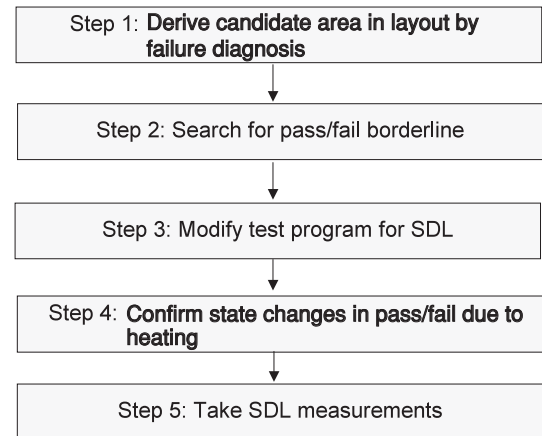 Step 1: Derive candidate area in layout by
failure diagnosis
Step 2: Search for pass/fail borderline
Step 3: Modify test program for SDL
Step 4: Confirm state changes in pass/fail due to
heating
Step 5: Take SDL measurements